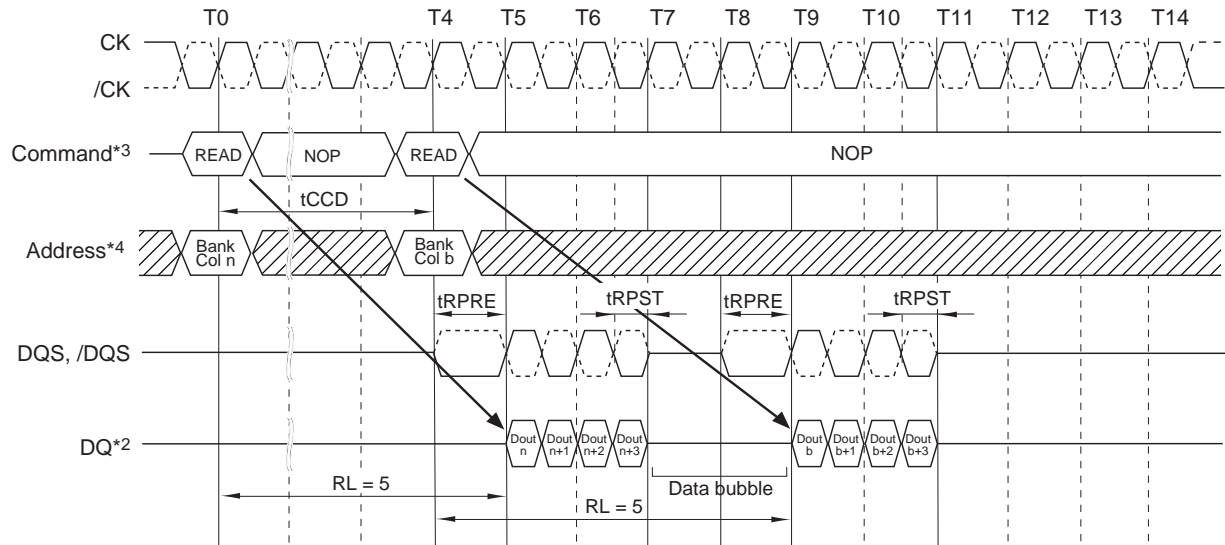 T0 T4 T5 T6 T7 T8 T9 T10 T11 T12 T13 T14
CK
/CK
Command*3 READ NOP READ NOP
tCCD
Address*4 Bank Col n Bank Col b
tRPRE tRPST tRPRE tRPST
DQS, /DQS
DQ*2 Dout n Dout n+1 Dout n+2 Dout n+3 Dout b Dout b+1 Dout b+2 Dout b+3
RL = 5 Data bubble
RL = 5